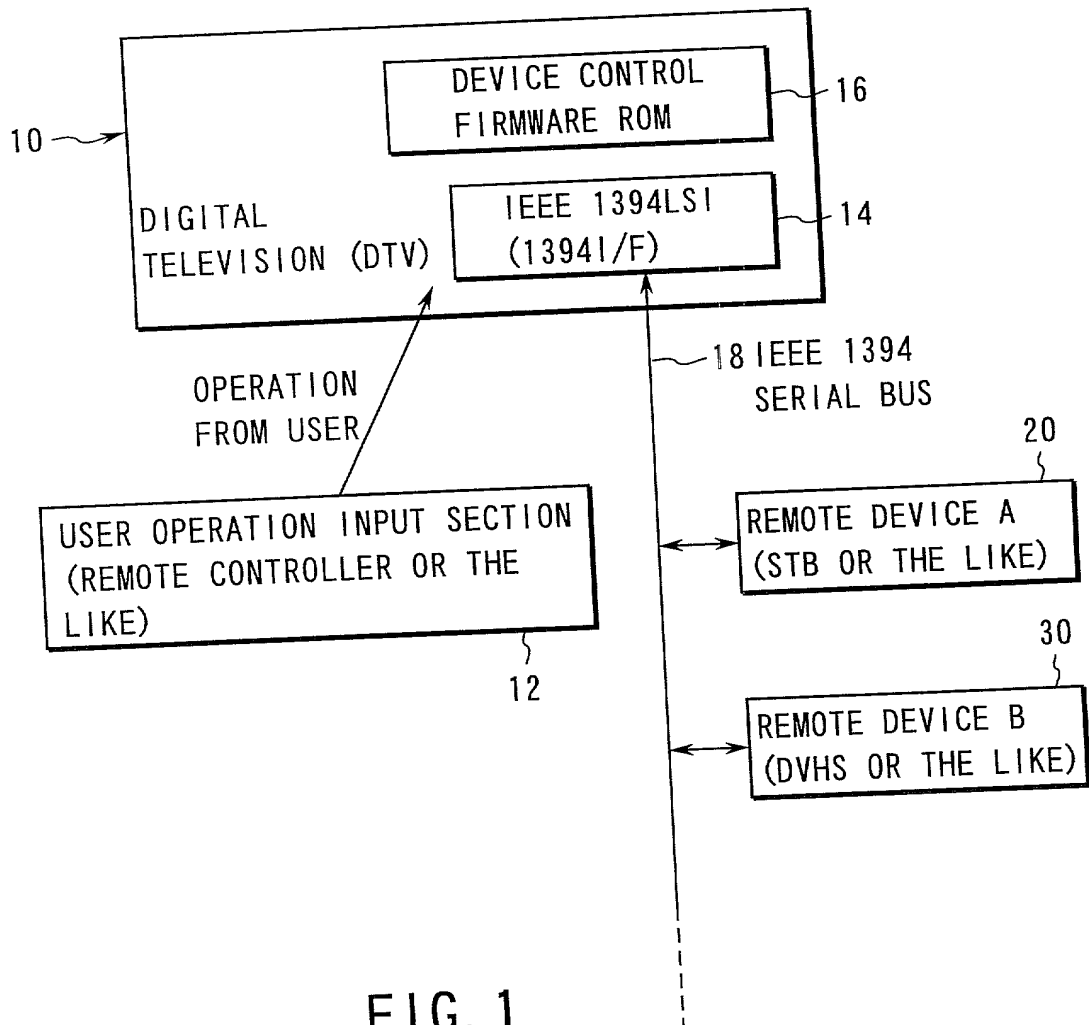 DEVICE CONTROL
FIRMWARE ROM
16
10
DIGITAL
TELEVISION (DTV)
IEEE 1394LSI
(1394I/F)
14
OPERATION
FROM USER
18 IEEE 1394
SERIAL BUS
USER OPERATION INPUT SECTION
(REMOTE CONTROLLER OR THE
LIKE)
12
20
REMOTE DEVICE A
(STB OR THE LIKE)
30
REMOTE DEVICE B
(DVHS OR THE LIKE)
FIG. 1